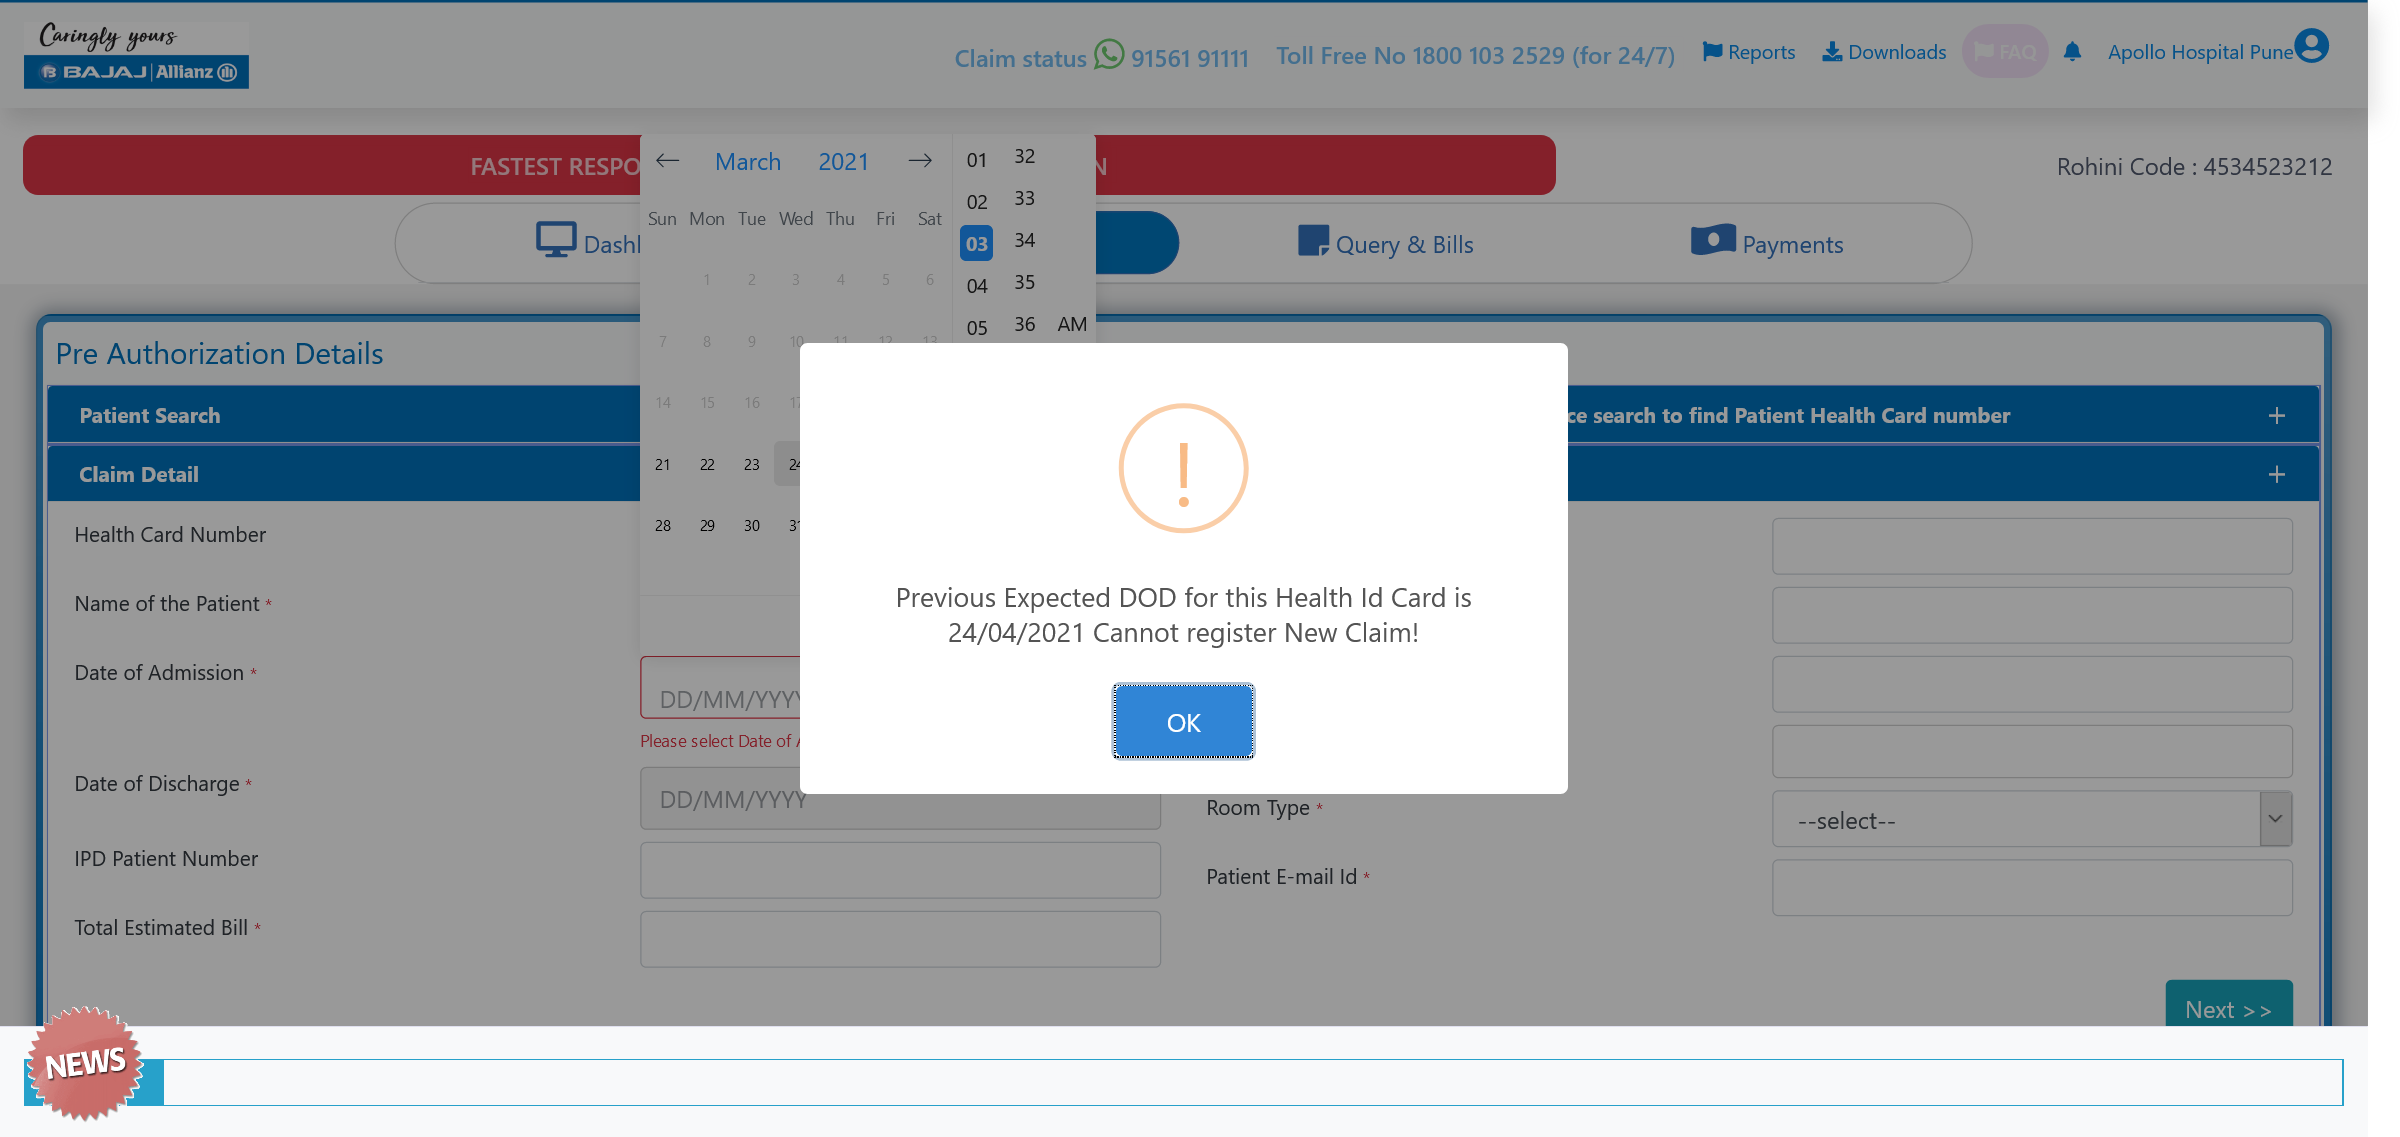 Caringly yours
BAJAJ | Allianz
Claim status 91561 91111
Toll Free No 1800 103 2529 (for 24/7)
Reports
Downloads
FAQ
Apollo Hospital Pune
FASTEST RESPO
N
Rohini Code : 4534523212
Dashl
Query & Bills
Payments
March 2021
Sun Mon Tue Wed Thu Fri Sat
1 2 3 4 5 6
7 8 9 10 11 12 13
14 15 16 17
21 22 23 24
28 29 30 31
01 32
02 33
03 34
04 35
05 36 AM
Pre Authorization Details
Patient Search
ce search to find Patient Health Card number +
Claim Detail +
Health Card Number
Name of the Patient *
Date of Admission *
DD/MM/YYYY
Please select Date of A
Date of Discharge *
DD/MM/YYYY
IPD Patient Number
Total Estimated Bill *
Room Type *
--select--
Patient E-mail Id *
Next >>
!
Previous Expected DOD for this Health Id Card is
24/04/2021 Cannot register New Claim!
OK
NEWS